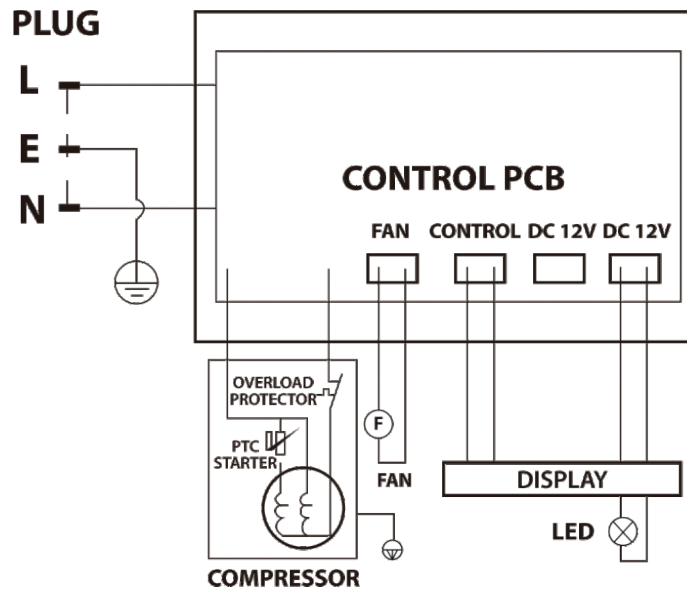 PLUG
L
E
N
CONTROL PCB
FAN CONTROL DC 12V DC 12V
OVERLOAD
PROTECTOR
PTC
STARTER
F
FAN
DISPLAY
LED
COMPRESSOR